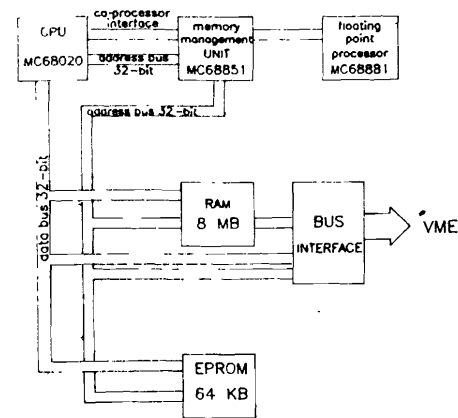 CPU
MC68020
co-processor
interface
address bus
32-bit
memory
management
UNIT
MC68851
floating
point
processor
MC68881
address bus 32-bit
data bus 32-bit
RAM
8 MB
BUS
INTERFACE
VME
EPROM
64 KB